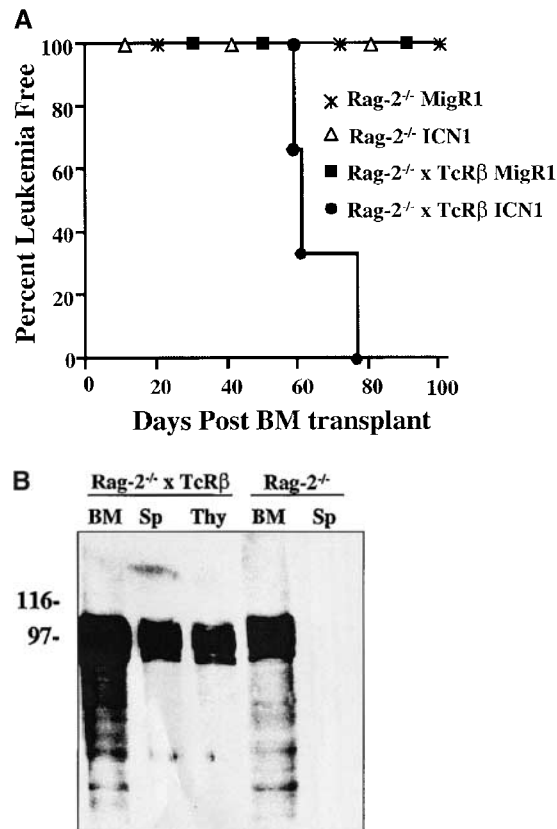 A
Percent Leukemia Free
100
80
60
40
20
0
0 20 40 60 80 100
Days Post BM transplant
Rag-2-/- MigR1
Rag-2-/- ICN1
Rag-2-/- x TcRβ MigR1
Rag-2-/- x TcRβ ICN1
B
Rag-2-/- x TcRβ Rag-2-/-
BM Sp Thy BM Sp
116-
97-